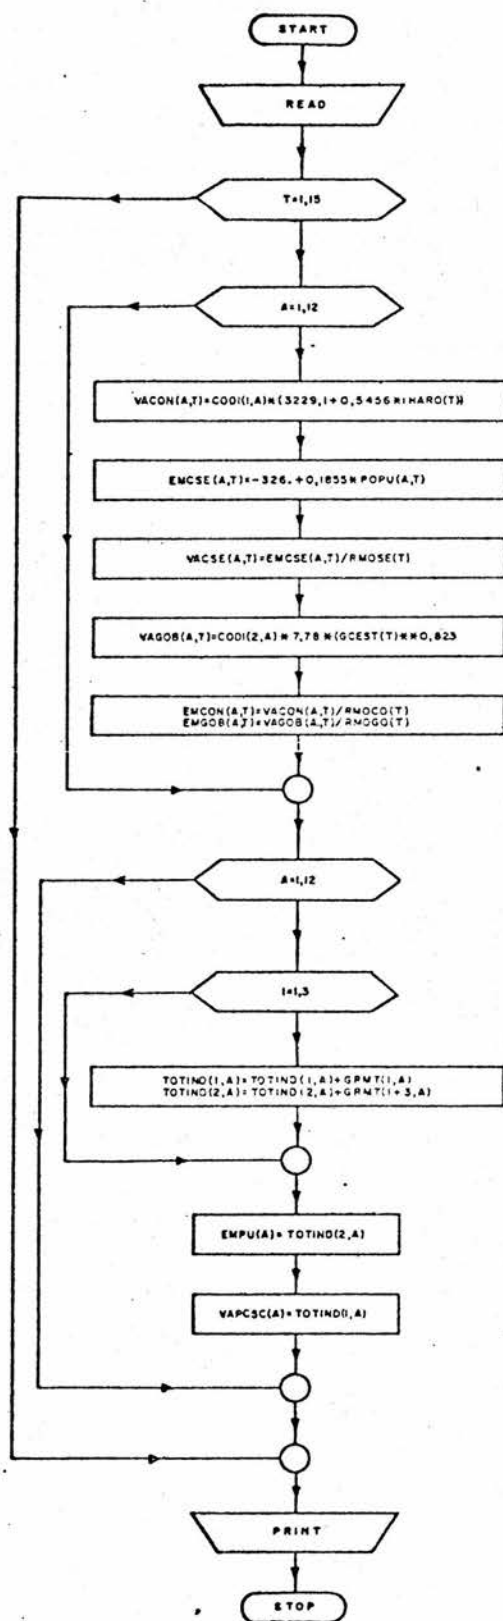 START
READ
T=1,15
A=1,12
VACON(A,T)=CODI(1,A)*(3229,1+0,5456*IHARO(T))
EMCSE(A,T)=-326.+0,1855*POPU(A,T)
VACSE(A,T)=EMCSE(A,T)/RMOSE(T)
VAGOB(A,T)=CODI(2,A)*7,78*(GCEST(T)**0,823
EMCON(A,T)=VACON(A,T)/RMOCO(T)
EMGOB(A,T)=VAGOB(A,T)/RMOGO(T)
A=1,12
I=1,3
TOTIND(1,A)=TOTIND(1,A)+GRMT(I,A)
TOTIND(2,A)=TOTIND(2,A)+GRMT(I+3,A)
EMPU(A)=TOTIND(2,A)
VAPCSC(A)=TOTIND(1,A)
PRINT
STOP